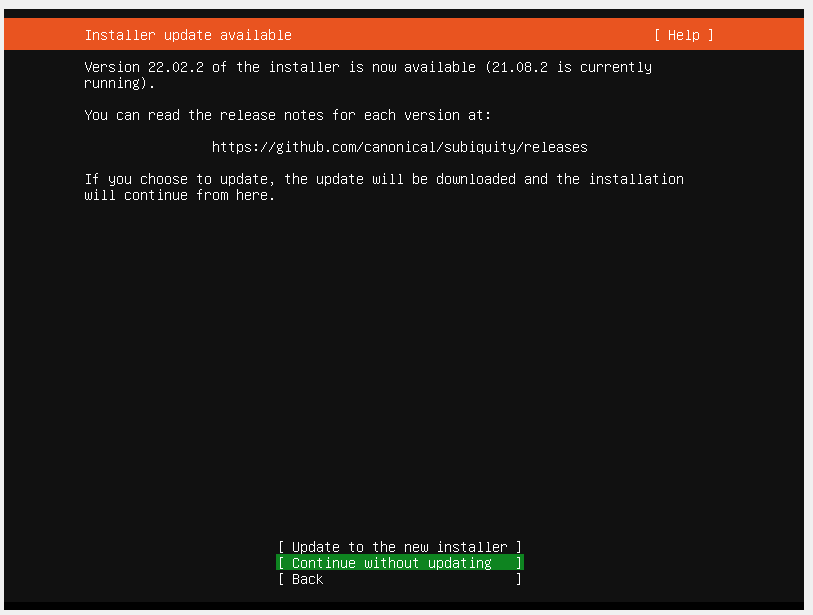 Installer update available [ Help ]
Version 22.02.2 of the installer is now available (21.08.2 is currently
running).
You can read the release notes for each version at:
https://github.com/canonical/subiquity/releases
If you choose to update, the update will be downloaded and the installation
will continue from here.
[ Update to the new installer ]
[ Continue without updating ]
[ Back ]